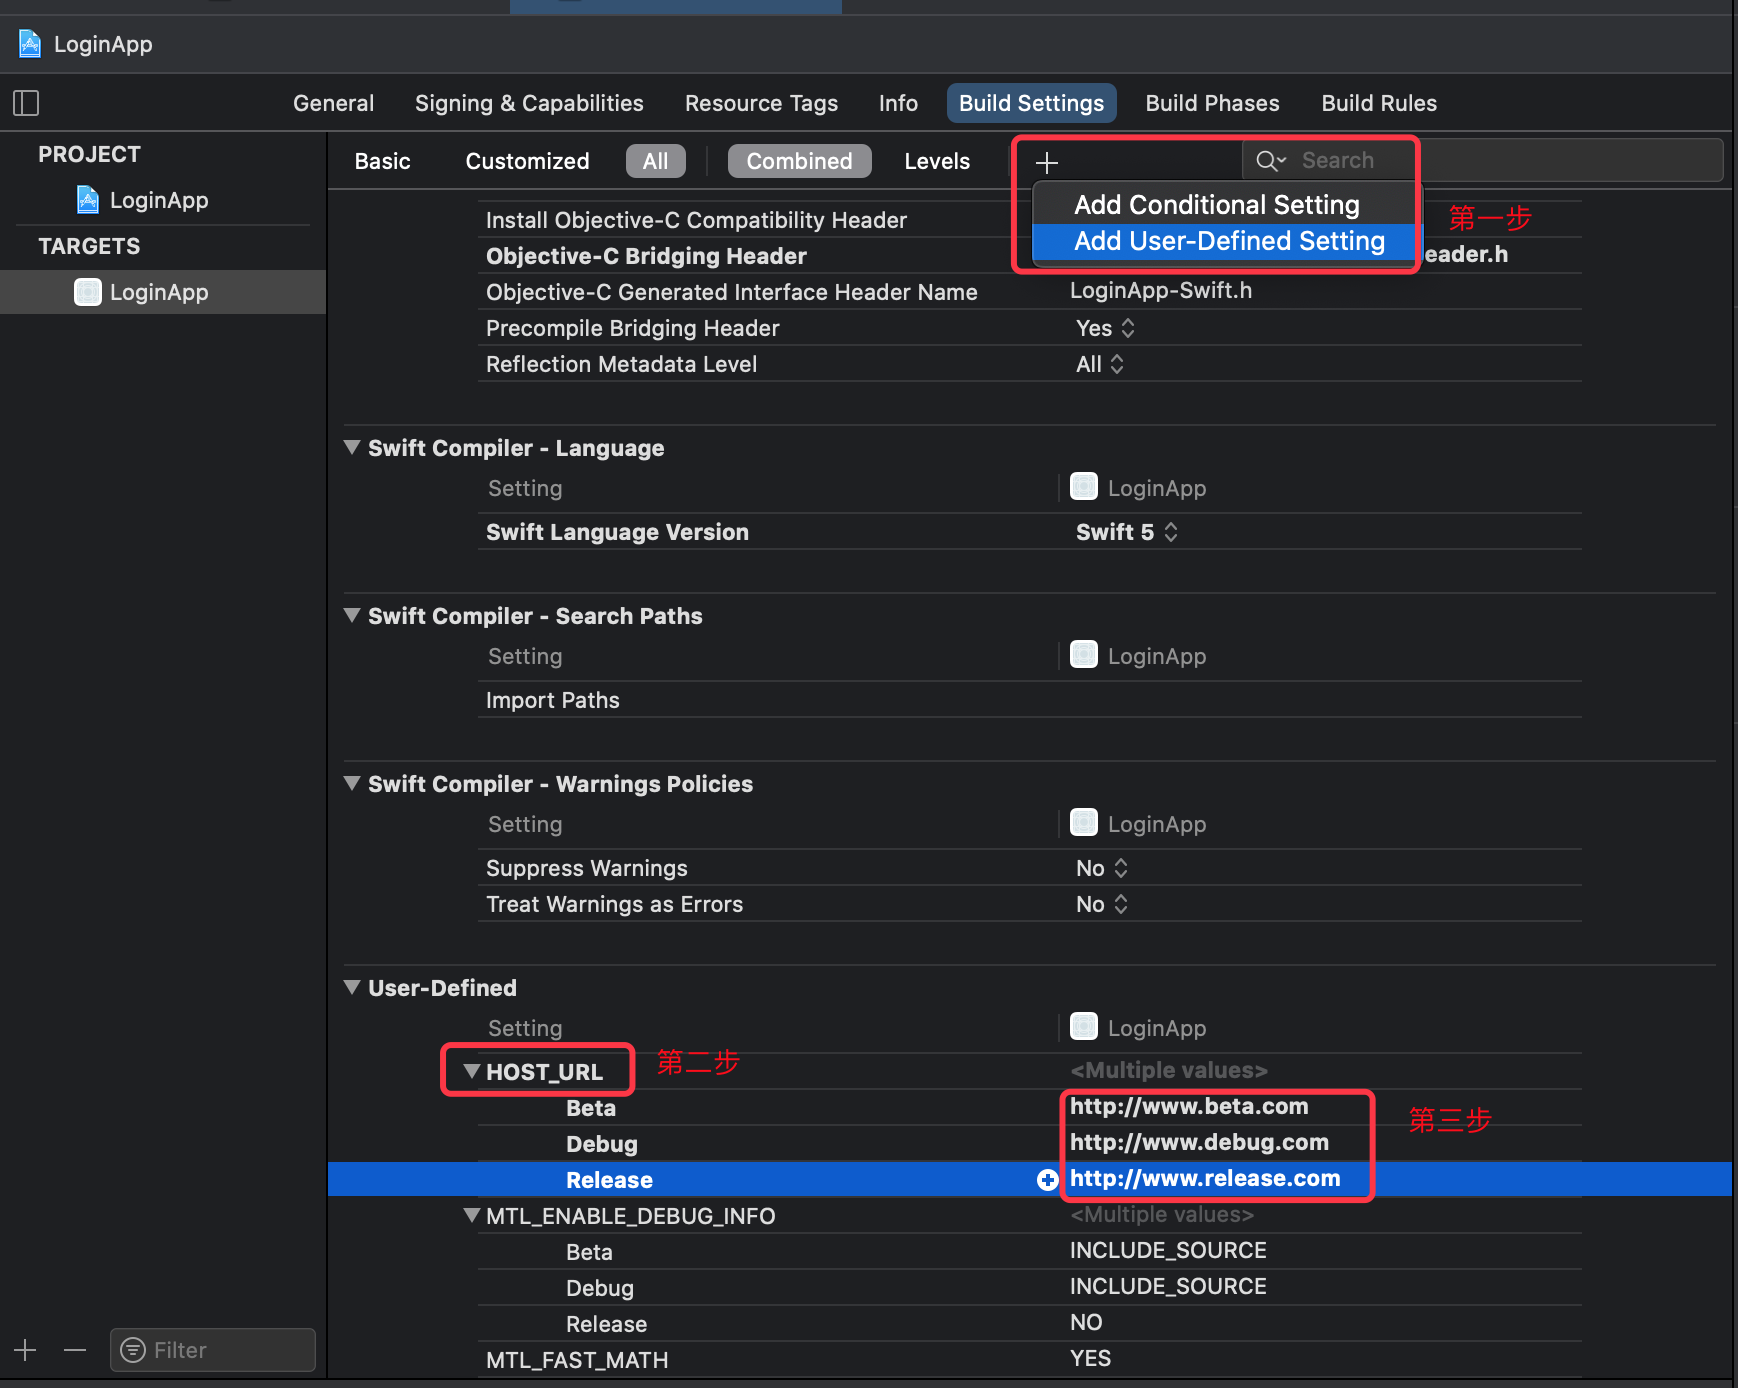 LoginApp
General Signing & Capabilities Resource Tags Info Build Settings Build Phases Build Rules
PROJECT
LoginApp
TARGETS
LoginApp
Basic Customized All Combined Levels Search
Add Conditional Setting
Add User-Defined Setting
第一步
Install Objective-C Compatibility Header
Objective-C Bridging Header eader.h
Objective-C Generated Interface Header Name LoginApp-Swift.h
Precompile Bridging Header Yes
Reflection Metadata Level All
Swift Compiler - Language
Setting LoginApp
Swift Language Version Swift 5
Swift Compiler - Search Paths
Setting LoginApp
Import Paths
Swift Compiler - Warnings Policies
Setting LoginApp
Suppress Warnings No
Treat Warnings as Errors No
User-Defined
Setting LoginApp
HOST_URL 第二步 <Multiple values>
Beta http://www.beta.com
第三步
Debug http://www.debug.com
Release http://www.release.com
MTL_ENABLE_DEBUG_INFO <Multiple values>
Beta INCLUDE_SOURCE
Debug INCLUDE_SOURCE
Release NO
MTL_FAST_MATH YES
Filter